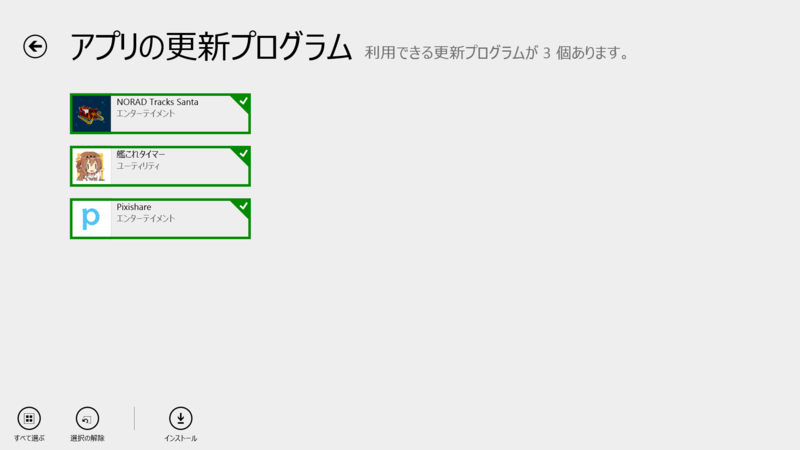 アプリの更新プログラム 利用できる更新プログラムが 3 個あります。
NORAD Tracks Santa
エンターテイメント
艦これタイマー
ユーティリティ
p
Pixishare
エンターテイメント
すべて選ぶ 選択の解除 インストール